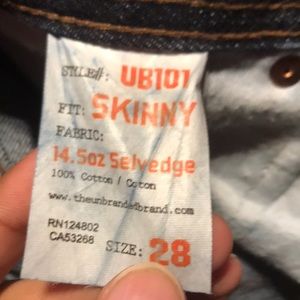 STYLE#: UB101
FIT: SKINNY
FABRIC:
14.5oz Selvedge
100% Cotton / Coton
www.theunbrandedbrand.com
RN124802
CA53268
SIZE: 28